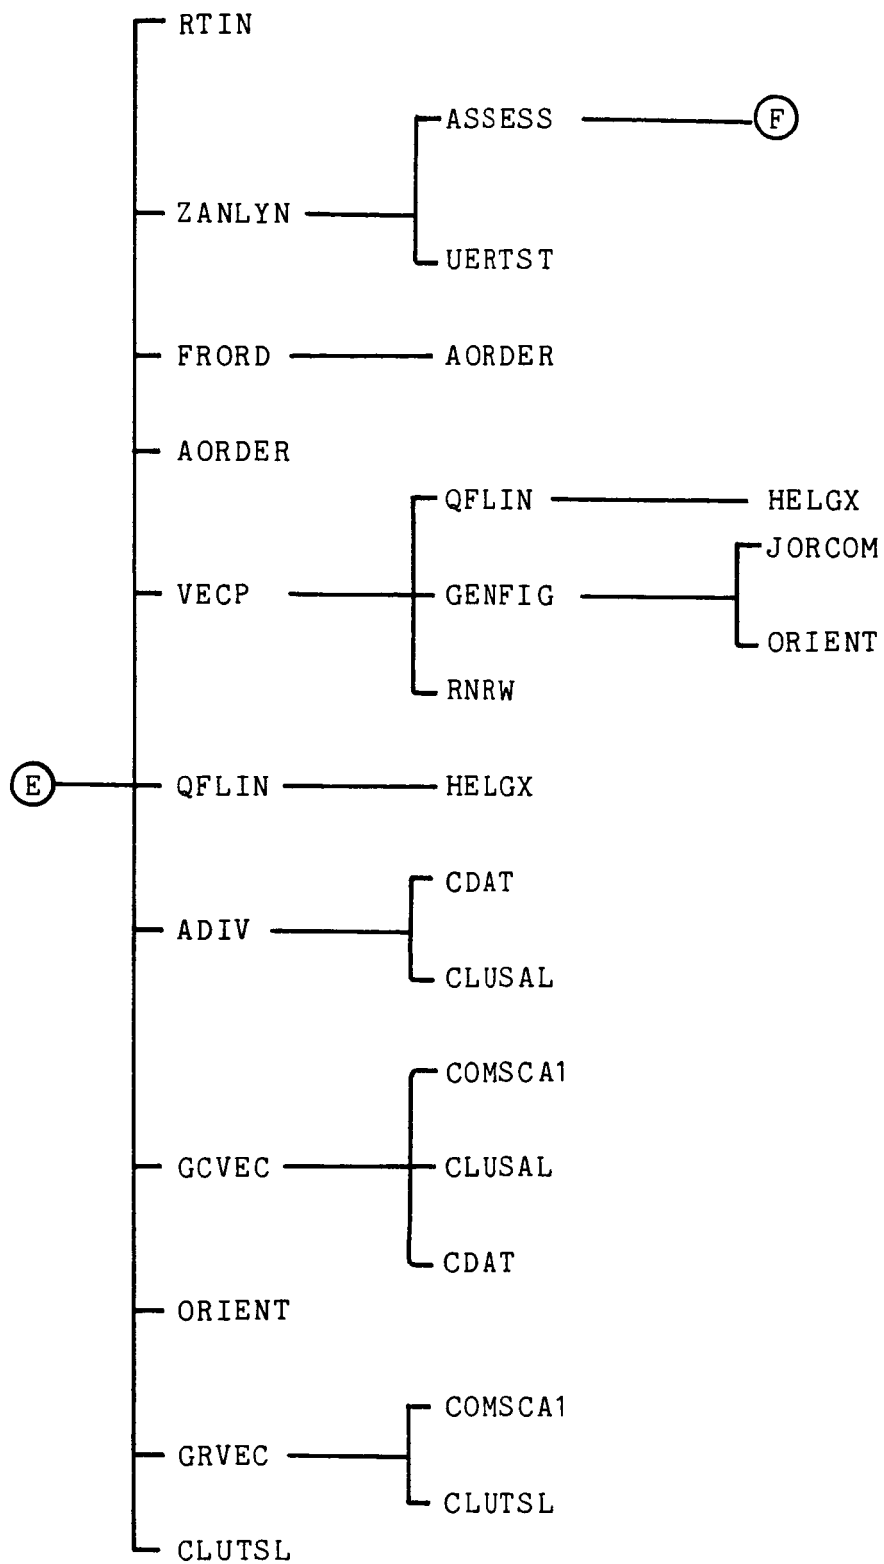 RTIN
ASSESS F
ZANLYN
UERTST
FRORD AORDER
AORDER
QFLIN HELGX
JORCOM
VECP GENFIG
ORIENT
RNRW
E QFLIN HELGX
CDAT
ADIV
CLUSAL
COMSCA1
GCVEC CLUSAL
CDAT
ORIENT
COMSCA1
GRVEC
CLUTSL
CLUTSL